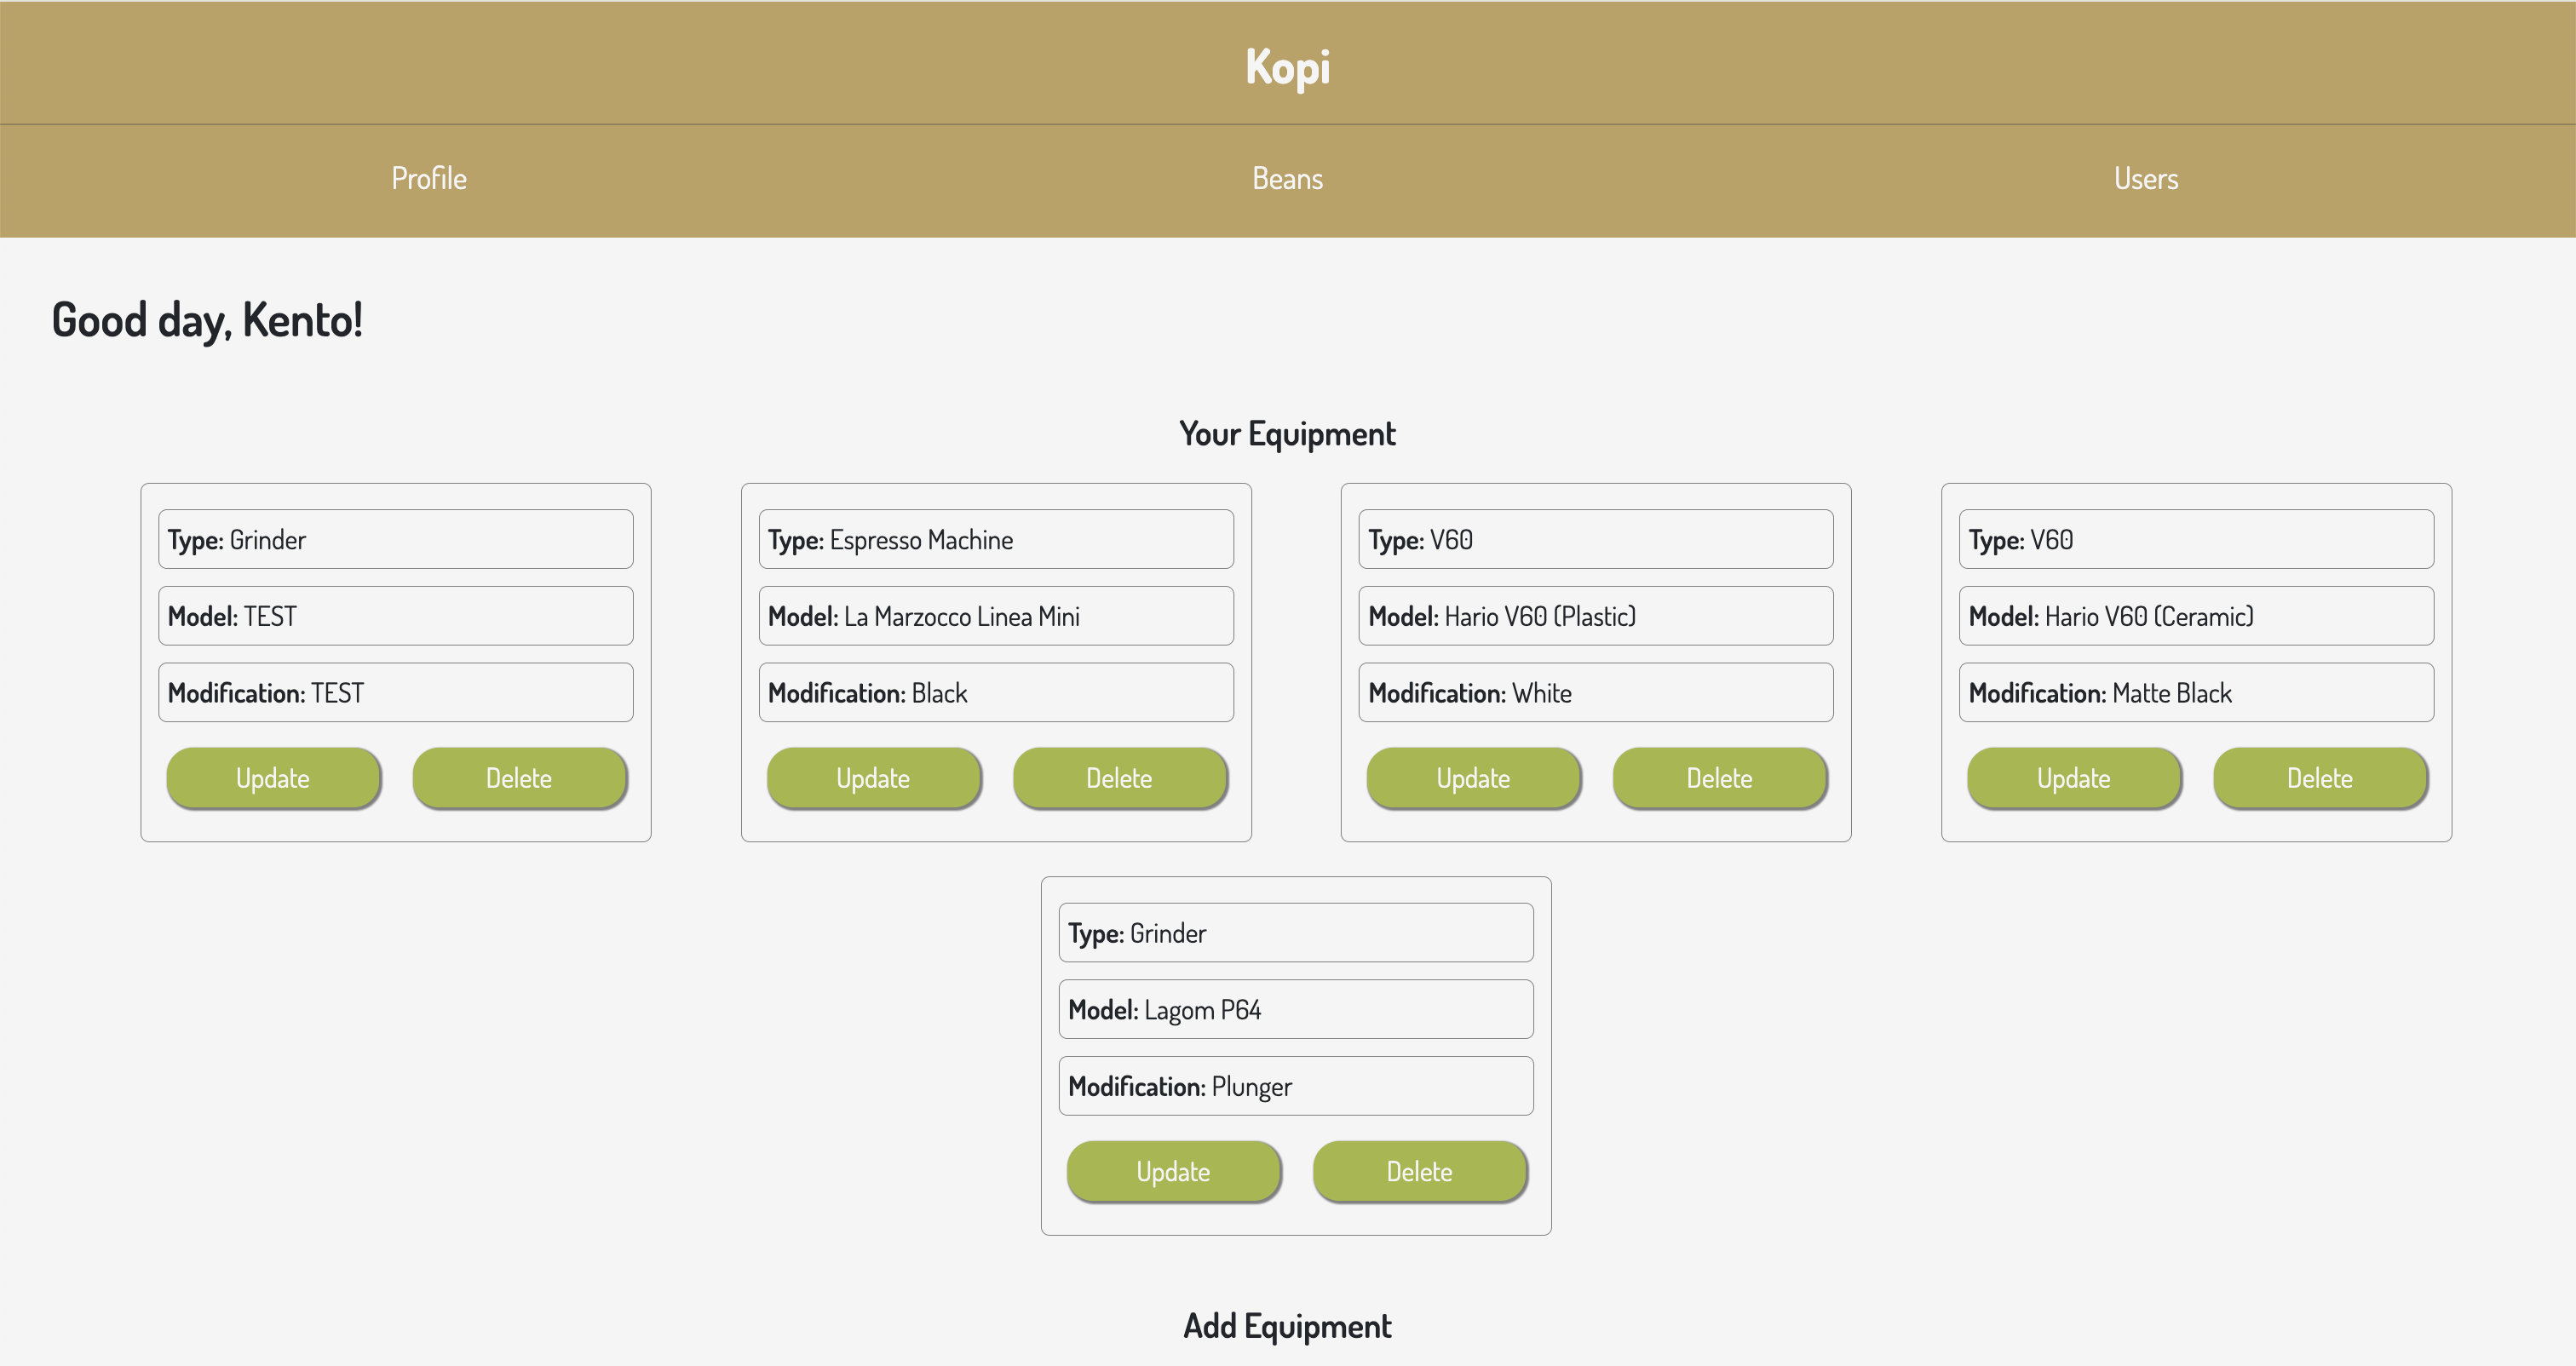 Kopi
Profile
Beans
Users
Good day, Kento!
Your Equipment
Type: Grinder
Model: TEST
Modification: TEST
Update
Delete
Type: Espresso Machine
Model: La Marzocco Linea Mini
Modification: Black
Update
Delete
Type: V60
Model: Hario V60 (Plastic)
Modification: White
Update
Delete
Type: V60
Model: Hario V60 (Ceramic)
Modification: Matte Black
Update
Delete
Type: Grinder
Model: Lagom P64
Modification: Plunger
Update
Delete
Add Equipment